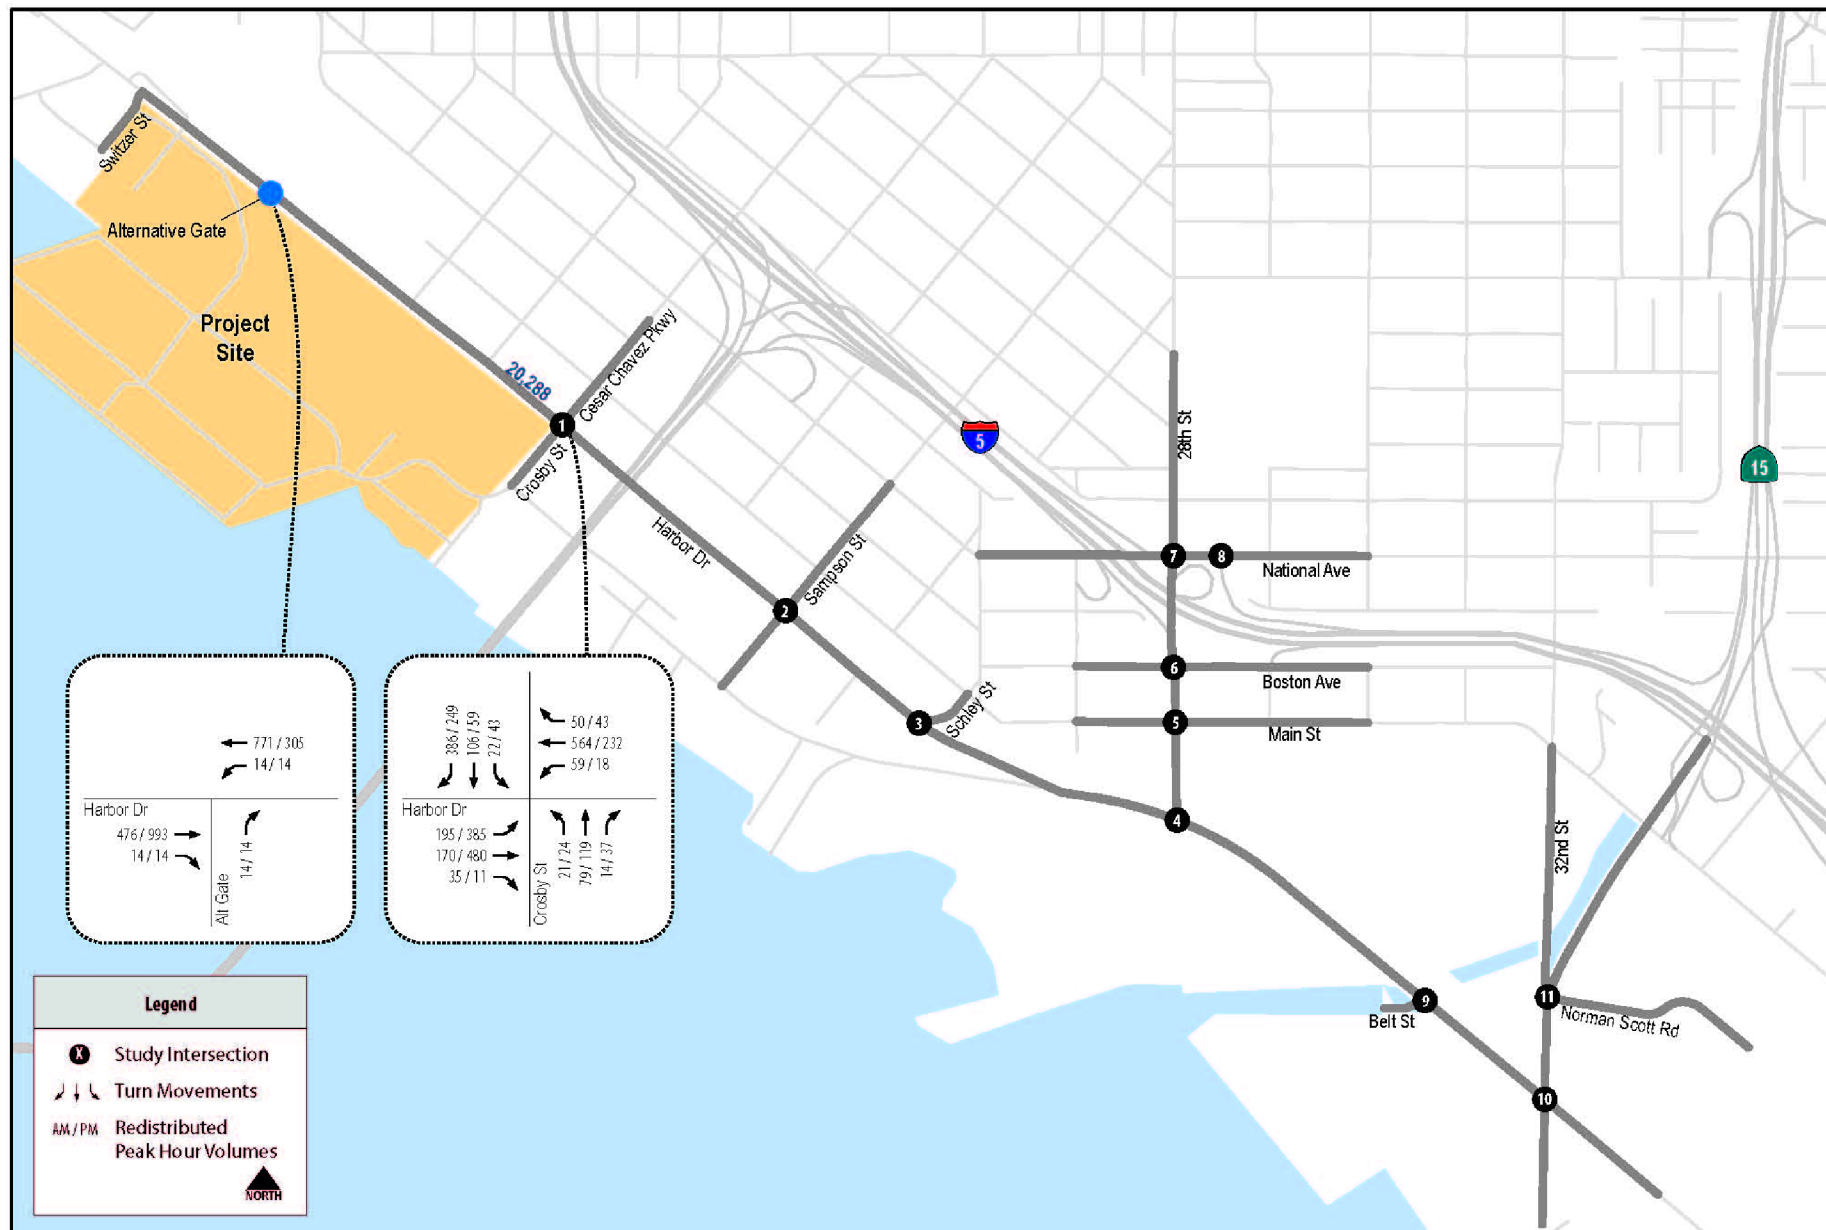 Switzer St
Alternative Gate
Project
Site
20,288
Cesar Chavez Pkwy
1
Crosby St
Harbor Dr
5
28th St
15
Sampson St
2
7
8
National Ave
6
Boston Ave
3
Schley St
5
Main St
4
32nd St
9
Belt St
11
Norman Scott Rd
10
771 / 305
14 / 14
Harbor Dr
476 / 993
14 / 14
Alt Gate
14 / 14
386 / 249
106 / 59
22 / 43
50 / 43
564 / 232
59 / 18
Harbor Dr
195 / 385
170 / 480
35 / 11
Crosby St
21 / 24
79 / 119
14 / 37
Legend
X Study Intersection
Turn Movements
AM / PM Redistributed
Peak Hour Volumes
NORTH